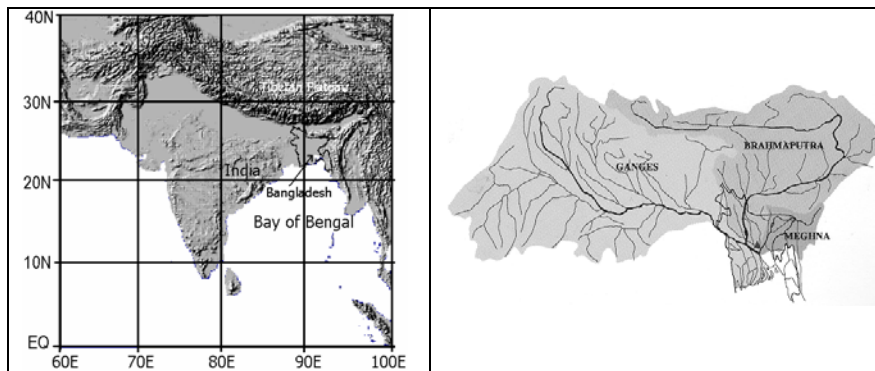 40N
Tibetan Plateau
30N
India
20N
Bangladesh
Bay of Bengal
10N
EQ
60E 70E 80E 90E 100E
BRAHMAPUTRA
GANGES
MEGHNA